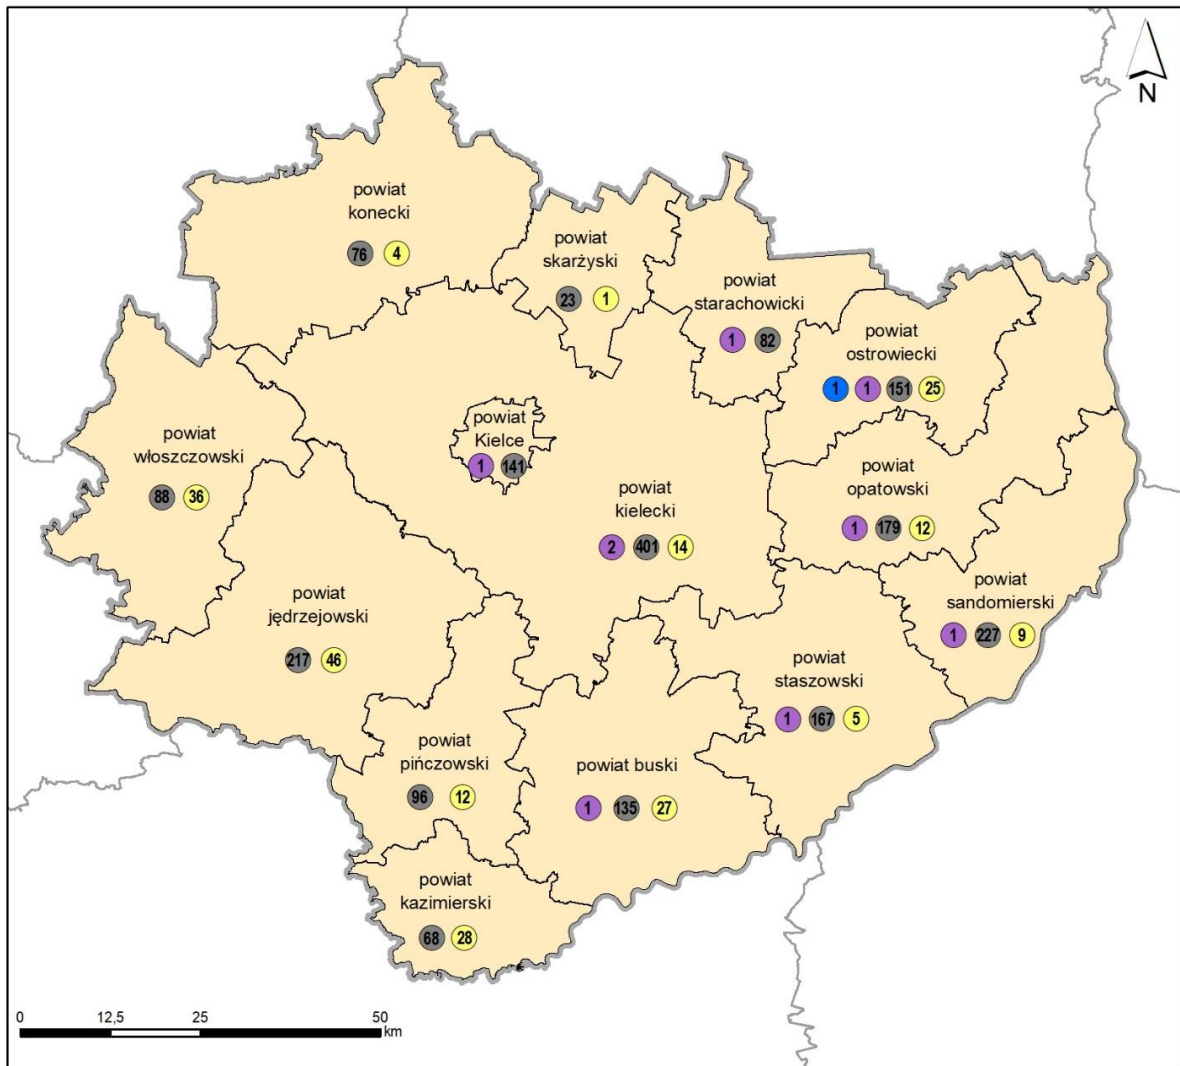 N
powiat
konecki
76 4
powiat
skarżyski
23 1
powiat
starachowicki
1 82
powiat
ostrowiecki
1 1 151 25
powiat
Kielce
1 141
powiat
włoszczowski
88 36
powiat
opatowski
1 179 12
powiat
kielecki
2 401 14
powiat
sandomierski
1 227 9
powiat
jędrzejowski
217 46
powiat
staszowski
1 167 5
powiat
pińczowski
96 12
powiat buski
1 135 27
powiat
kazimierski
68 28
0 12,5 25 50
km